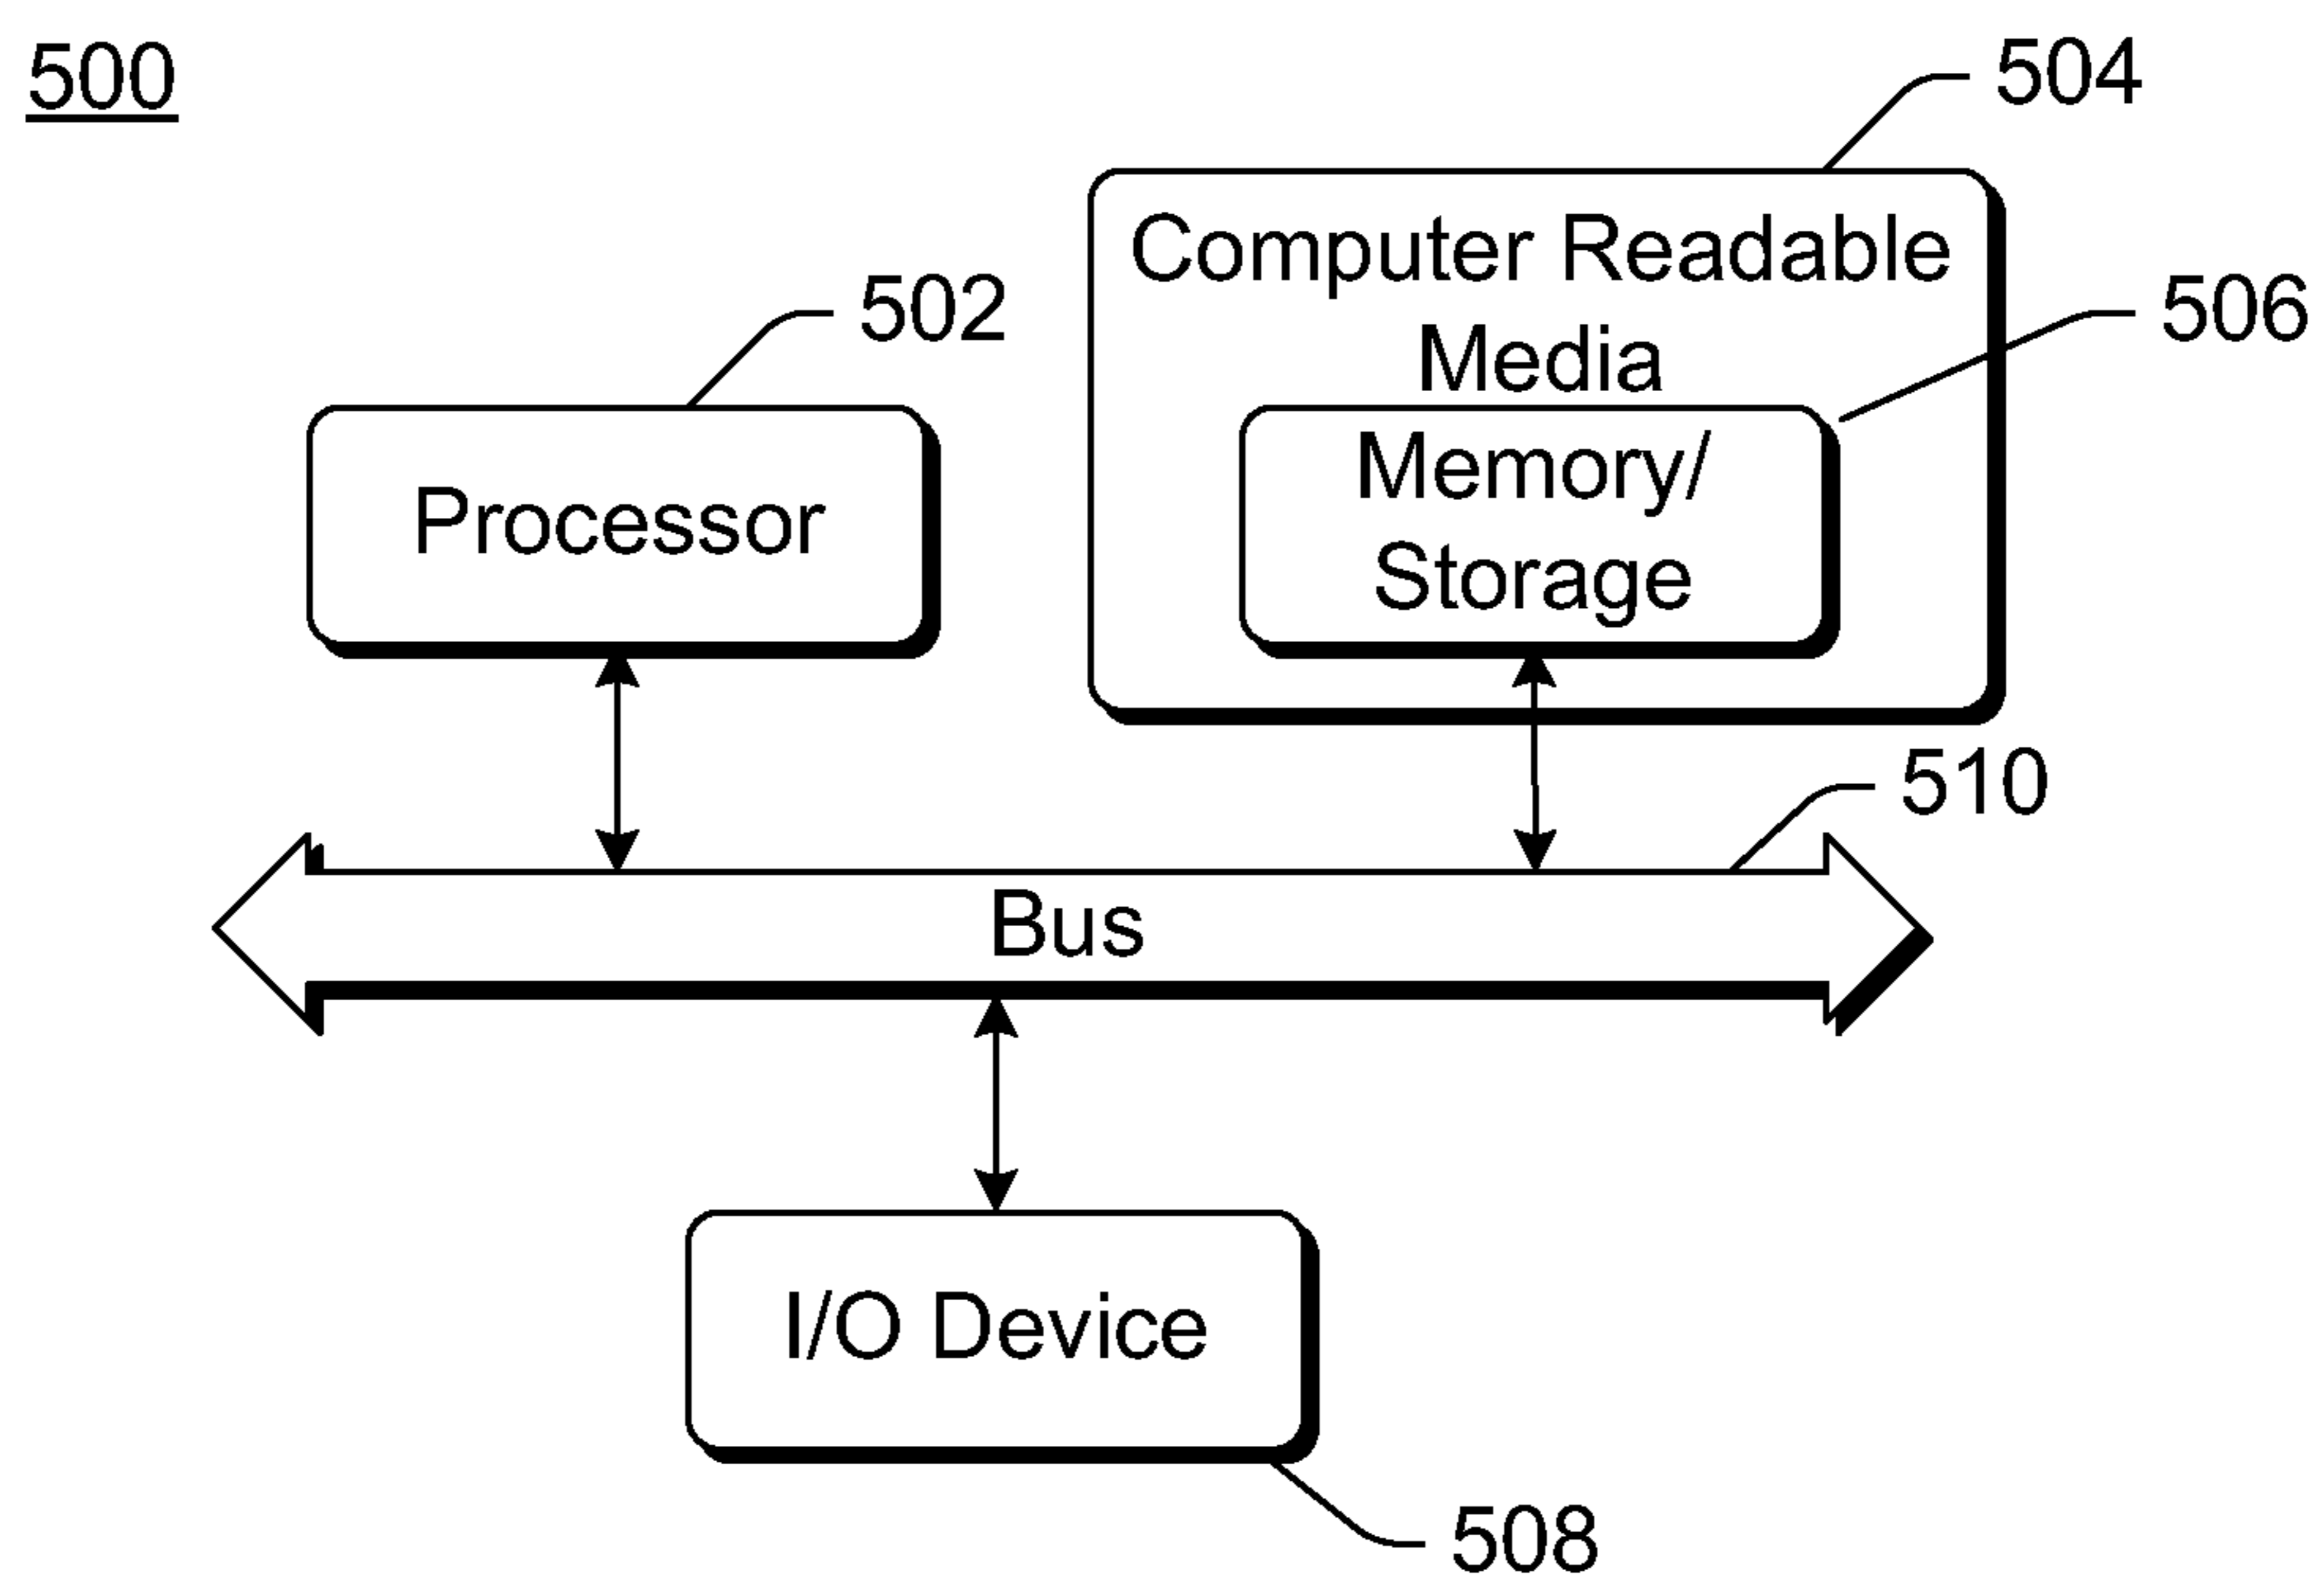 500
504
Computer Readable
Media
506
502
Memory/
Storage
Processor
510
Bus
I/O Device
508